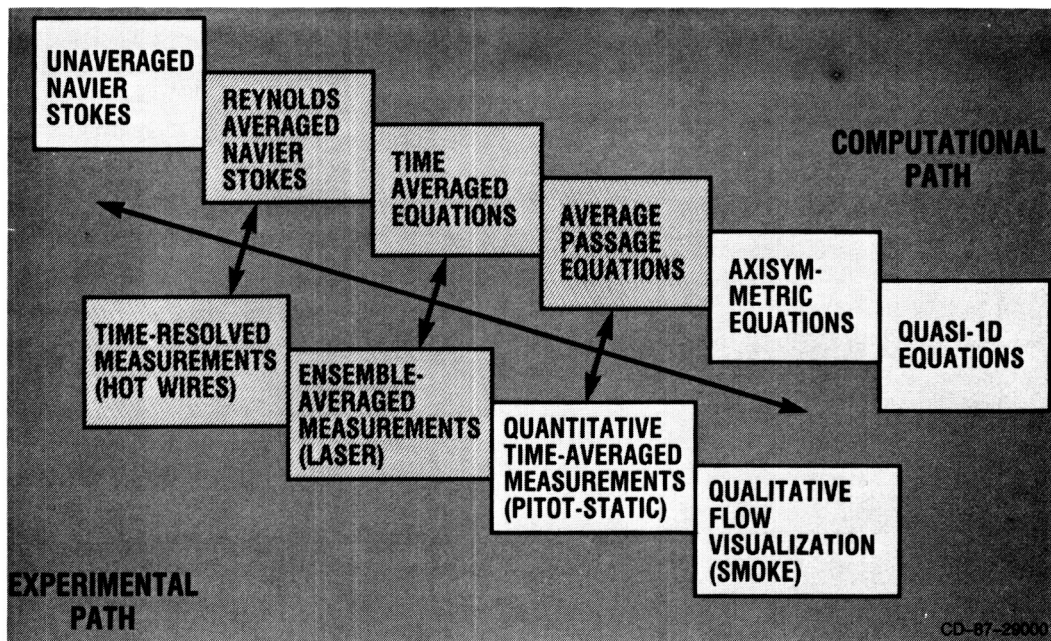 UNAVERAGED
NAVIER
STOKES
REYNOLDS
AVERAGED
NAVIER
STOKES
TIME
AVERAGED
EQUATIONS
AVERAGE
PASSAGE
EQUATIONS
AXISYM-
METRIC
EQUATIONS
QUASI-1D
EQUATIONS
COMPUTATIONAL
PATH
TIME-RESOLVED
MEASUREMENTS
(HOT WIRES)
ENSEMBLE-
AVERAGED
MEASUREMENTS
(LASER)
QUANTITATIVE
TIME-AVERAGED
MEASUREMENTS
(PITOT-STATIC)
QUALITATIVE
FLOW
VISUALIZATION
(SMOKE)
EXPERIMENTAL
PATH
CD-87-29000